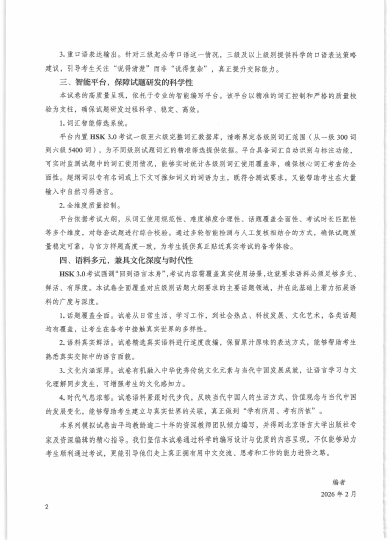 3. 重口语表达输出。针对三级起必考口语这一情况，三级及以上级别提供科学的口语表达策略
建议，引导考生关注“说得清楚”而非“说得复杂”，真正提升交际能力。
三、智能平台，保障试题研发的科学性
本试卷的高质量呈现，依托于专业的智能编写平台。该平台以精准的词汇控制和严格的质量校
验为支柱，确保试题研发过程科学、稳定、高效。
1. 词汇智能筛选系统。
平台内置 HSK 3.0 考试一级至六级完整词汇数据库，清晰界定各级别词汇范围（从一级 300 词
到六级 5400 词），为不同级别试题词汇的精准筛选提供依据。平台具备词汇自动识别与标注功能，
可实时监测试题中的词汇使用情况，能够实时统计各级别词汇使用覆盖率，确保核心词汇考查的全
面性。超纲词以专有名词或上下文可推知词义的词语为主，既符合测试要求，又能帮助考生在大量
输入中自然习得语言。
2. 全维度质量控制。
平台依据考试大纲，从词汇使用规范性、难度梯度合理性、话题覆盖全面性、考试时长匹配性
等多个维度，对每套试题进行综合校验。通过多轮智能检测与人工复核相结合的方式，确保试题质
量稳定可靠，与官方样题高度一致，为考生提供真正贴近真实考试的备考体验。
四、语料多元，兼具文化深度与时代性
HSK 3.0 考试强调“回到语言本身”，考试内容需覆盖真实使用场景，这就要求语料必须足够多元、
鲜活、有厚度。本试卷全面覆盖对应级别话题大纲要求的主要话题领域，并在此基础上着力拓展语
料的广度与深度。
1. 话题覆盖全面。试卷从日常生活、学习工作，到社会热点、科技发展、文化艺术，各类话题
均有覆盖，让考生在备考中接触真实世界的多样性。
2. 语料真实鲜活。试卷精选真实语料进行适度改编，保留原汁原味的表达方式，能够帮助考生
熟悉真实交际中的语言面貌。
3. 文化内涵深厚。试卷有机融入中华优秀传统文化元素与当代中国发展成就，让语言学习与文
化理解同步发生，可增强考生的文化感知力。
4. 时代气息浓郁。试卷语料紧跟时代步伐，反映当代中国人的生活方式、价值观念与当代中国
的发展变化，能够帮助考生建立与真实世界的关联，真正做到“学有所用、考有所依”。
本系列模拟试卷由平均教龄逾二十年的资深教师团队倾力编写，并得到北京语言大学出版社专
家及资深编辑的精心指导。我们坚信本试卷通过科学的编写设计与优质的内容呈现，不仅能够助力
考生顺利通过考试，更能引导他们走上真正拥有用中文交流、思考和工作的能力进阶之路。
编者
2026 年 2 月
2